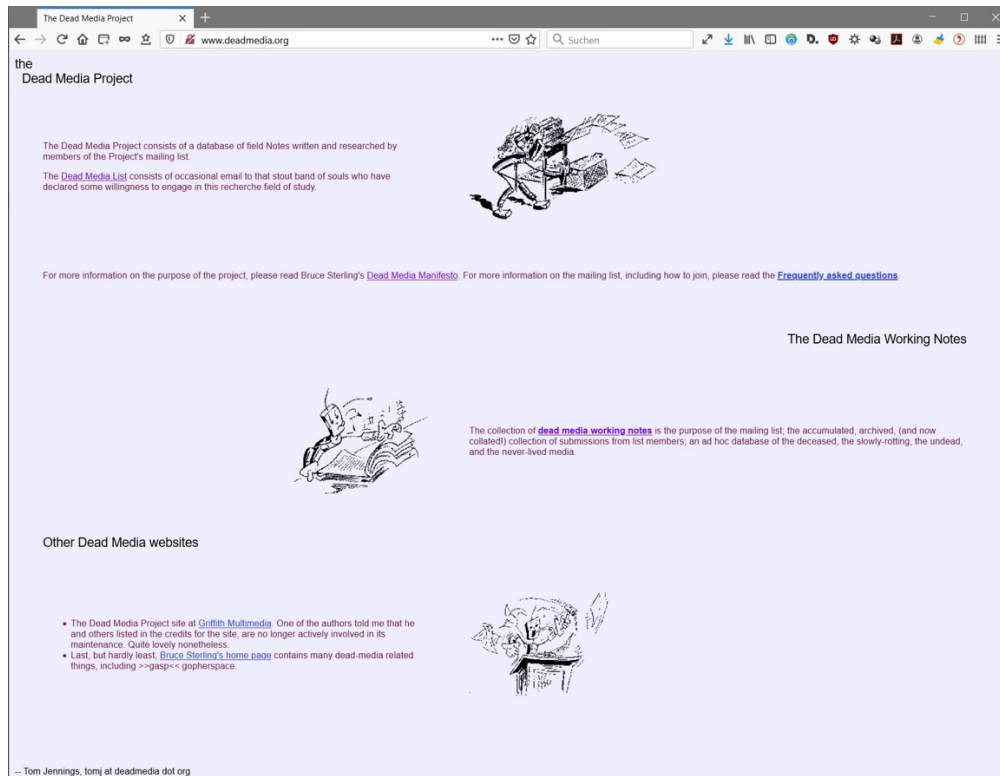 The Dead Media Project
www.deadmedia.org
Suchen
the
Dead Media Project
The Dead Media Project consists of a database of field Notes written and researched by
members of the Project's mailing list.
The Dead Media List consists of occasional email to that stout band of souls who have
declared some willingness to engage in this recherche field of study.
For more information on the purpose of the project, please read Bruce Sterling's Dead Media Manifesto. For more information on the mailing list, including how to join, please read the Frequently asked questions.
The Dead Media Working Notes
The collection of dead media working notes is the purpose of the mailing list; the accumulated, archived, (and now
collated!) collection of submissions from list members; an ad hoc database of the deceased, the slowly-rotting, the undead,
and the never-lived media.
Other Dead Media websites
• The Dead Media Project site at Griffith Multimedia. One of the authors told me that he
and others listed in the credits for the site, are no longer actively involved in its
maintenance. Quite lovely nonetheless.
• Last, but hardly least, Bruce Sterling's home page contains many dead-media related
things, including >>gasp<< gopherspace.
-- Tom Jennings, tomj at deadmedia dot org